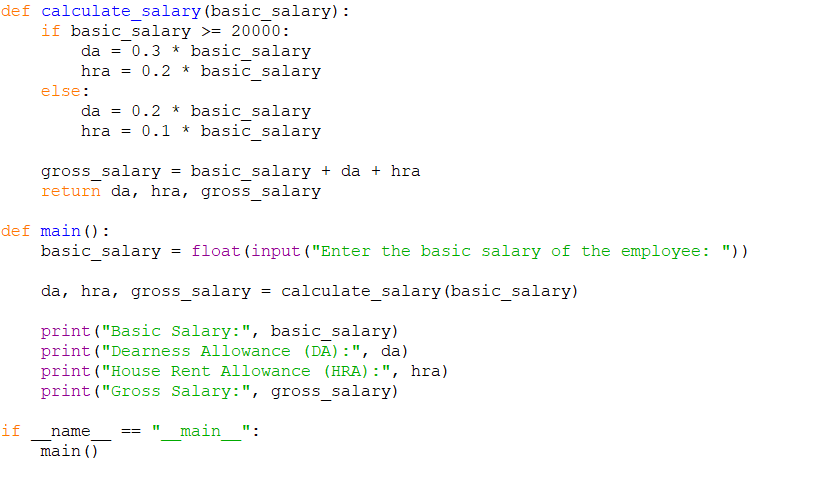 def calculate_salary(basic_salary):
    if basic_salary >= 20000:
        da = 0.3 * basic_salary
        hra = 0.2 * basic_salary
    else:
        da = 0.2 * basic_salary
        hra = 0.1 * basic_salary

    gross_salary = basic_salary + da + hra
    return da, hra, gross_salary

def main():
    basic_salary = float(input("Enter the basic salary of the employee: "))

    da, hra, gross_salary = calculate_salary(basic_salary)

    print("Basic Salary:", basic_salary)
    print("Dearness Allowance (DA):", da)
    print("House Rent Allowance (HRA):", hra)
    print("Gross Salary:", gross_salary)

if __name__ == "__main__":
    main()